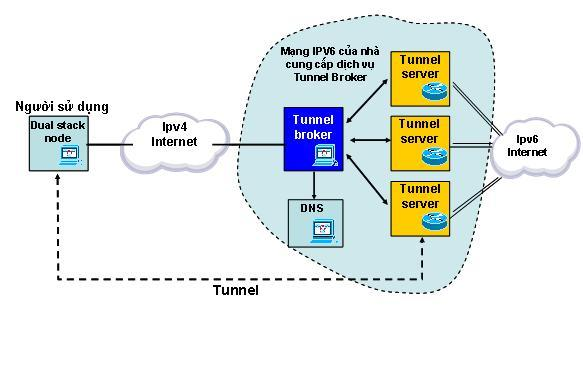 Mạng IPV6 của nhà
cung cấp dịch vụ
Tunnel Broker
Tunnel
server
Người sử dụng
Dual stack
node
Ipv4
Internet
Tunnel
broker
Tunnel
server
Ipv6
Internet
DNS
Tunnel
server
Tunnel